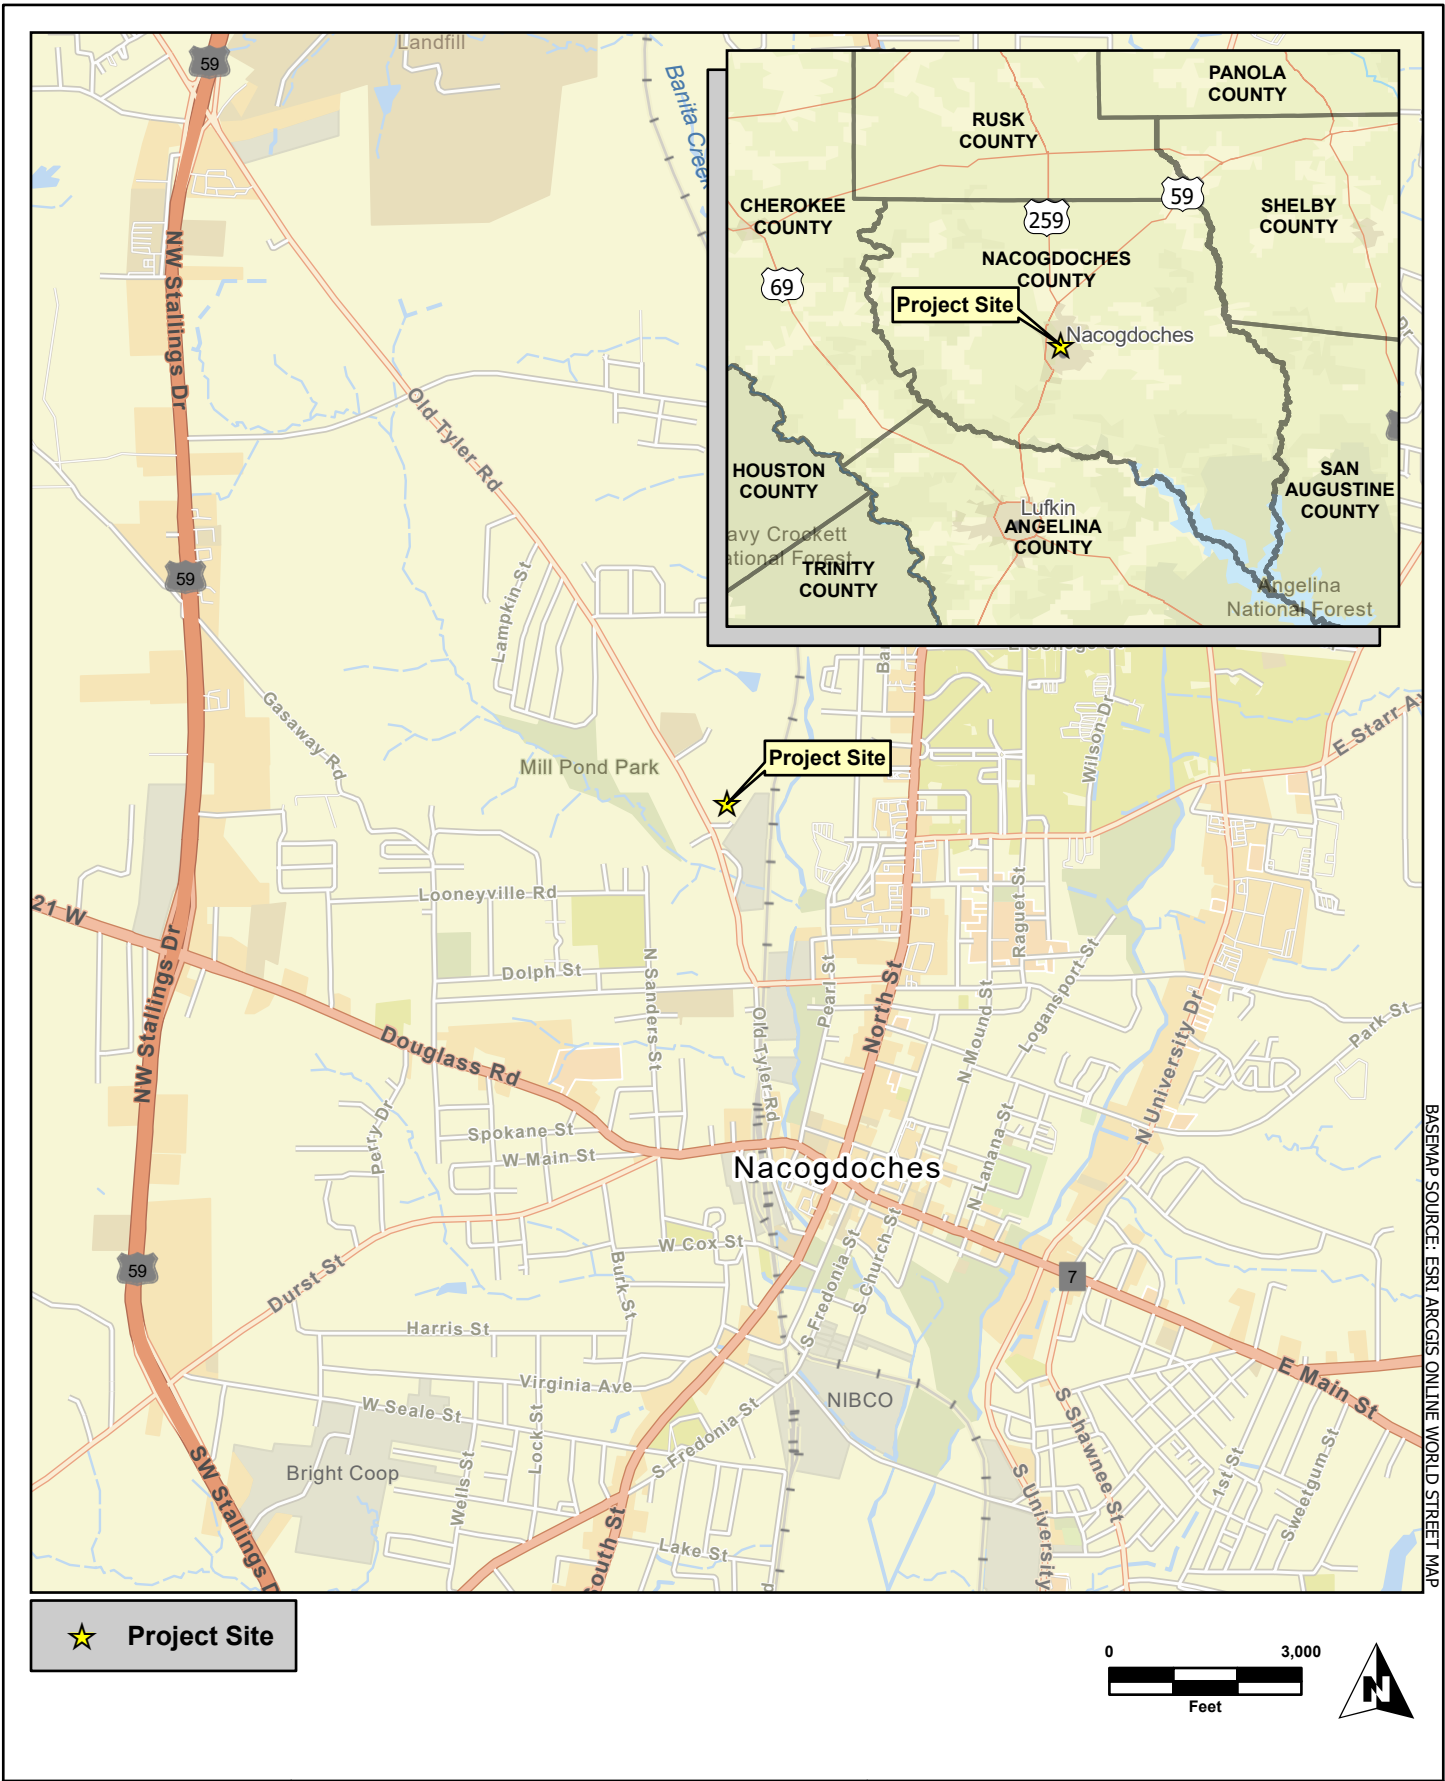 Landfill
59
Banita Creek
PANOLA
COUNTY
RUSK
COUNTY
59
CHEROKEE
COUNTY
259
SHELBY
COUNTY
NACOGDOCHES
COUNTY
69
Project Site
Nacogdoches
HOUSTON
COUNTY
SAN
AUGUSTINE
COUNTY
Lufkin
ANGELINA
COUNTY
avy Crockett
ational Forest
TRINITY
COUNTY
Angelina
National Forest
Dr
NW Stallings Dr
Old Tyler Rd
59
Lampkin St
Gasaway Rd
Mill Pond Park
Project Site
Wilson Dr
E Starr Av
Looneyville Rd
21 W
NW Stallings Dr
Dolph St
N Sanders St
Pearl St
North St
Raguet St
Logansport St
N Mound St
N University Dr
Park St
Old Tyler Rd
Douglass Rd
Perry Dr
Spokane St
W Main St
Nacogdoches
N Lanana St
W Cox St
S Fredonia St
S Church St
59
7
Durst St
Burk St
Harris St
Virginia Ave
W Seale St
Lock St
Wells St
S Fredonia St
NIBCO
E Main St
S Shawnee St
1st St
Sweetgum St
Bright Coop
SW Stallings D
South St
Lake St
S University
BASEMAP SOURCE: ESRI ARCGIS ONLINE WORLD STREET MAP
Project Site
0 3,000
Feet
N